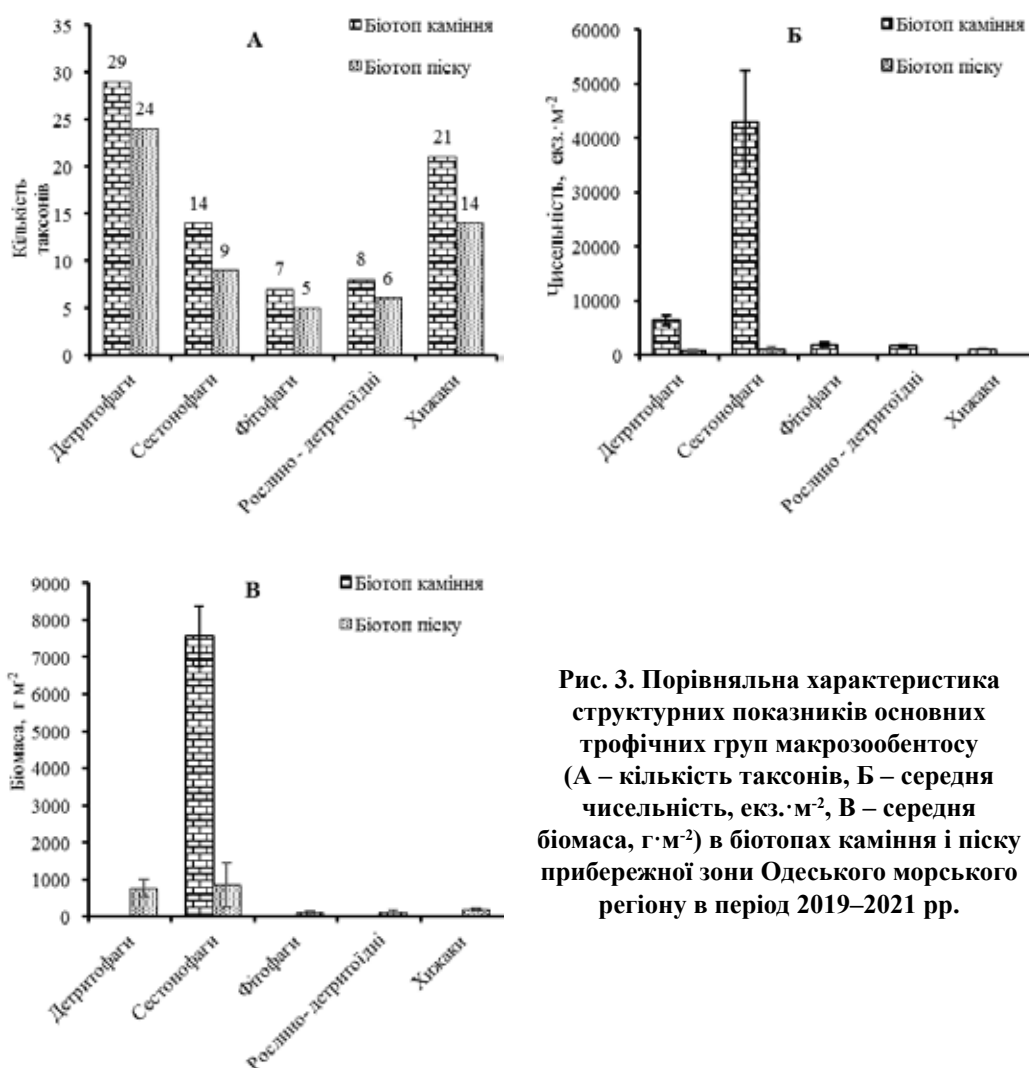 А
Біотоп каміння
Біотоп піску
Кількість
таксонів
35
30
25
20
15
10
5
0
29
24
14
9
7
5
8
6
21
14
Детритофаги
Сестонофаги
Фітофаги
Рослино - детритоїдні
Хижаки
Б
Біотоп каміння
Біотоп піску
Чисельність, екз.·м-2
60000
50000
40000
30000
20000
10000
0
Детритофаги
Сестонофаги
Фітофаги
Рослино - детритоїдні
Хижаки
В
Біотоп каміння
Біотоп піску
Біомаса, г м-2
9000
8000
7000
6000
5000
4000
3000
2000
1000
0
Детритофаги
Сестонофаги
Фітофаги
Рослино- детритоїдні
Хижаки
Рис. 3. Порівняльна характеристика
структурних показників основних
трофічних груп макрозообентосу
(А – кількість таксонів, Б – середня
чисельність, екз.·м-2, В – середня
біомаса, г·м-2) в біотопах каміння і піску
прибережної зони Одеського морського
регіону в період 2019–2021 рр.